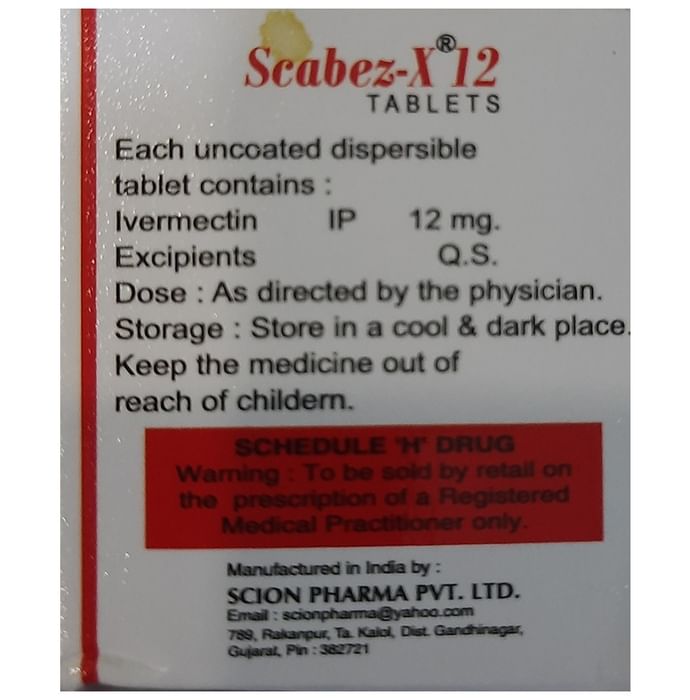 Scabez-X® 12
TABLETS
Each uncoated dispersible
tablet contains :
Ivermectin IP 12 mg.
Excipients Q.S.
Dose : As directed by the physician.
Storage : Store in a cool & dark place.
Keep the medicine out of
reach of childern.
SCHEDULE 'H' DRUG
Warning : To be sold by retail on
the prescription of a Registered
Medical Practitioner only.
Manufactured in India by :
SCION PHARMA PVT. LTD.
Email : scionpharma@yahoo.com
789, Rakanpur, Ta. Kalol, Dist. Gandhinagar,
Gujarat, Pin : 382721